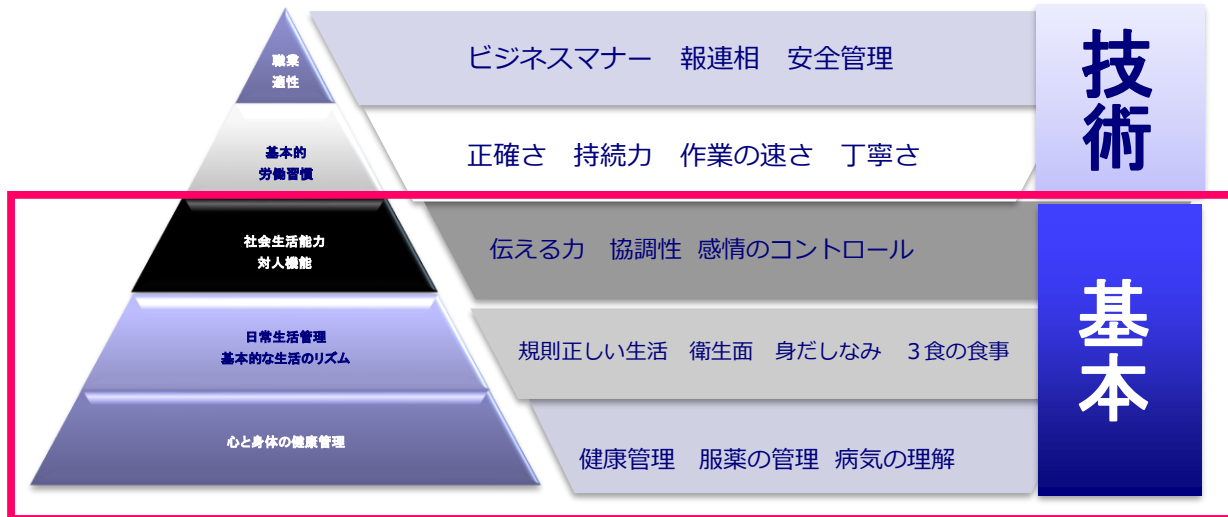 職業
適性
ビジネスマナー　報連相　安全管理
技術
基本的
労働習慣
正確さ　持続力　作業の速さ　丁寧さ
社会生活能力
対人機能
伝える力　協調性 感情のコントロール
基本
日常生活管理
基本的な生活のリズム
規則正しい生活　衛生面　身だしなみ　３食の食事
心と身体の健康管理
健康管理　服薬の管理 病気の理解